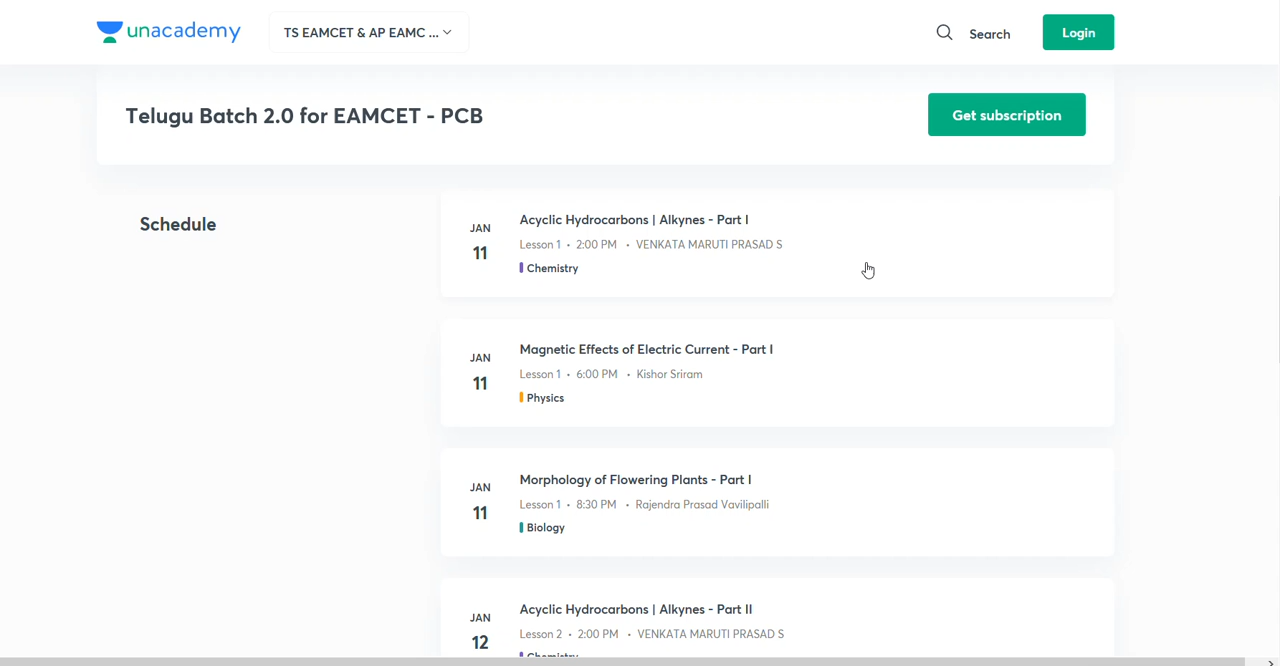 unacademy
TS EAMCET & AP EAMC ...
Search
Login
Telugu Batch 2.0 for EAMCET - PCB
Get subscription
Schedule
JAN
11
Acyclic Hydrocarbons | Alkynes - Part I
Lesson 1 • 2:00 PM • VENKATA MARUTI PRASAD S
Chemistry
JAN
11
Magnetic Effects of Electric Current - Part I
Lesson 1 • 6:00 PM • Kishor Sriram
Physics
JAN
11
Morphology of Flowering Plants - Part I
Lesson 1 • 8:30 PM • Rajendra Prasad Vavilipalli
Biology
JAN
12
Acyclic Hydrocarbons | Alkynes - Part II
Lesson 2 • 2:00 PM • VENKATA MARUTI PRASAD S
Chemistry